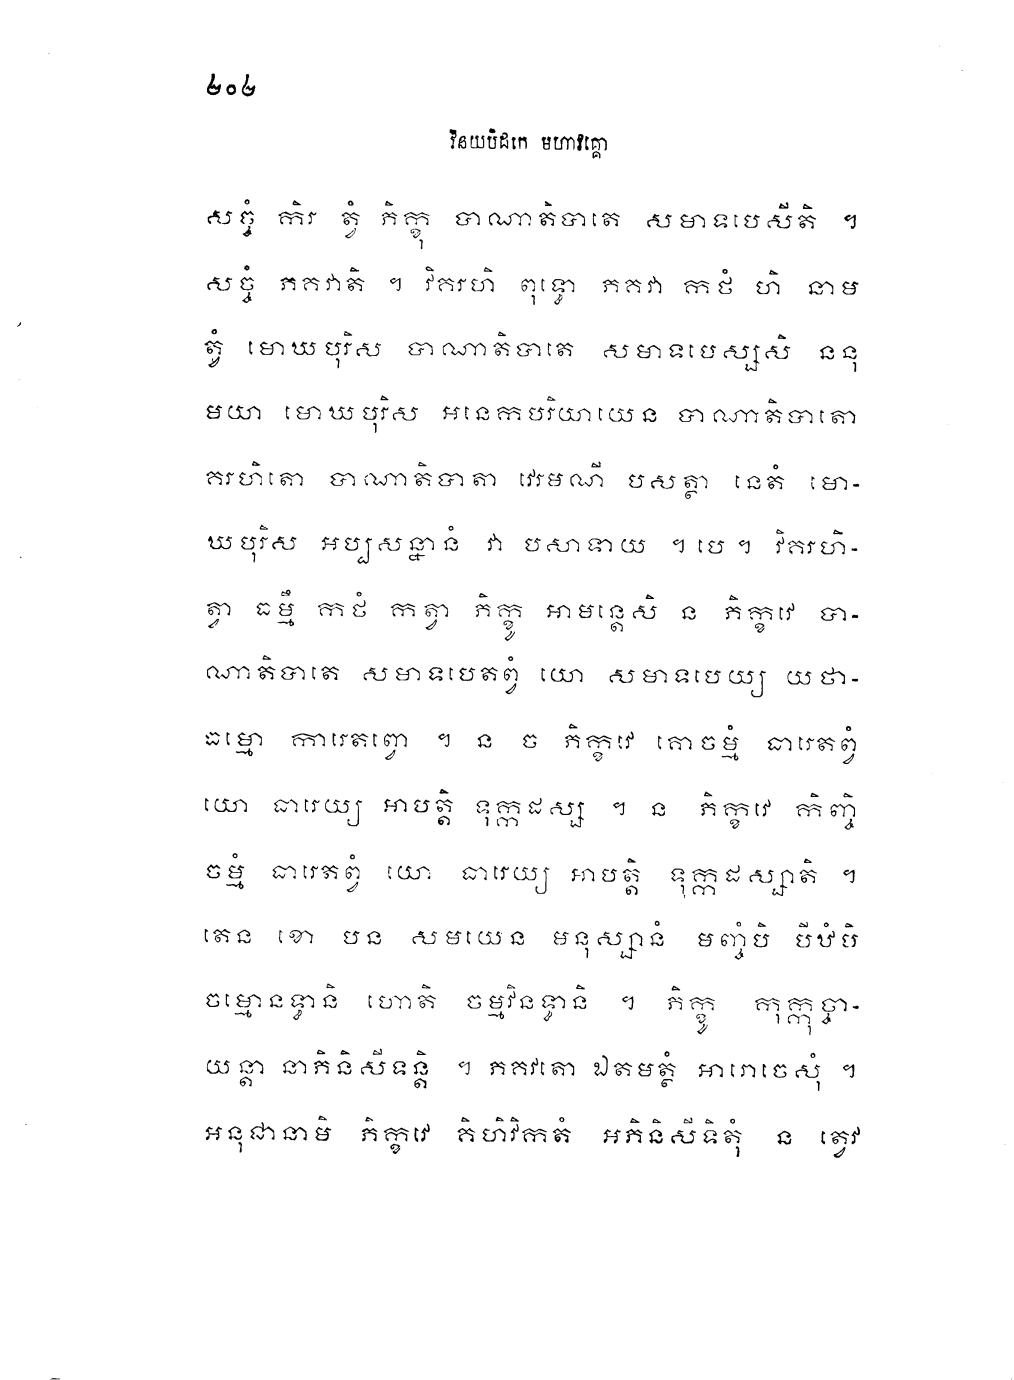 ៤០៤
វិនយបិដកេ មហាវគ្គោ
សច្ចំ កិរ ត្វំ ភិក្ខុ បាណាតិបាតេ សមាទបេសីតិ ។
សច្ចំ ភគវាតិ ។ វិគរហិ ពុទ្ធោ ភគវា កថំ ហិ នាម
ត្វំ មោឃបុរិស បាណាតិបាតេ សមាទបេស្សសិ ននុ
មយា មោឃបុរិស អនេកបរិយាយេន បាណាតិបាតោ
គរហិតោ បាណាតិបាតា វេរមណី បសត្ថា នេតំ មោ-
ឃបុរិស អប្បសន្នានំ វា បសាទាយ ។ បេ ។ វិគរហិ-
ត្វា ធម្មឹ កថំ កត្វា ភិក្ខូ អាមន្តេសិ ន ភិក្ខវេ បា-
ណាតិបាតេ សមាទបេតព្វំ យោ សមាទបេយ្យ យថា-
ធម្មោ ការេតព្វោ ។ ន ច ភិក្ខវេ គោចម្មំ ធារេតព្វំ
យោ ធារេយ្យ អាបត្តិ ទុក្កដស្ស ។ ន ភិក្ខវេ កិញ្ចិ
ចម្មំ ធារេតព្វំ យោ ធារេយ្យ អាបត្តិ ទុក្កដស្សាតិ ។
តេន ខោ បន សមយេន មនុស្សានំ មញ្ចំបិ បីឋំបិ
ចម្មោនទ្ធានិ ហោតិ ចម្មវិនទ្ធានិ ។ ភិក្ខូ កុក្កុច្ចា-
យន្តា នាភិនិសីទន្តិ ។ ភគវតោ ឯតមត្ថំ អារោចេសុំ ។
អនុជានាមិ ភិក្ខវេ គិហិវិកតំ អភិនិសីទិតុំ ន ត្វេវ